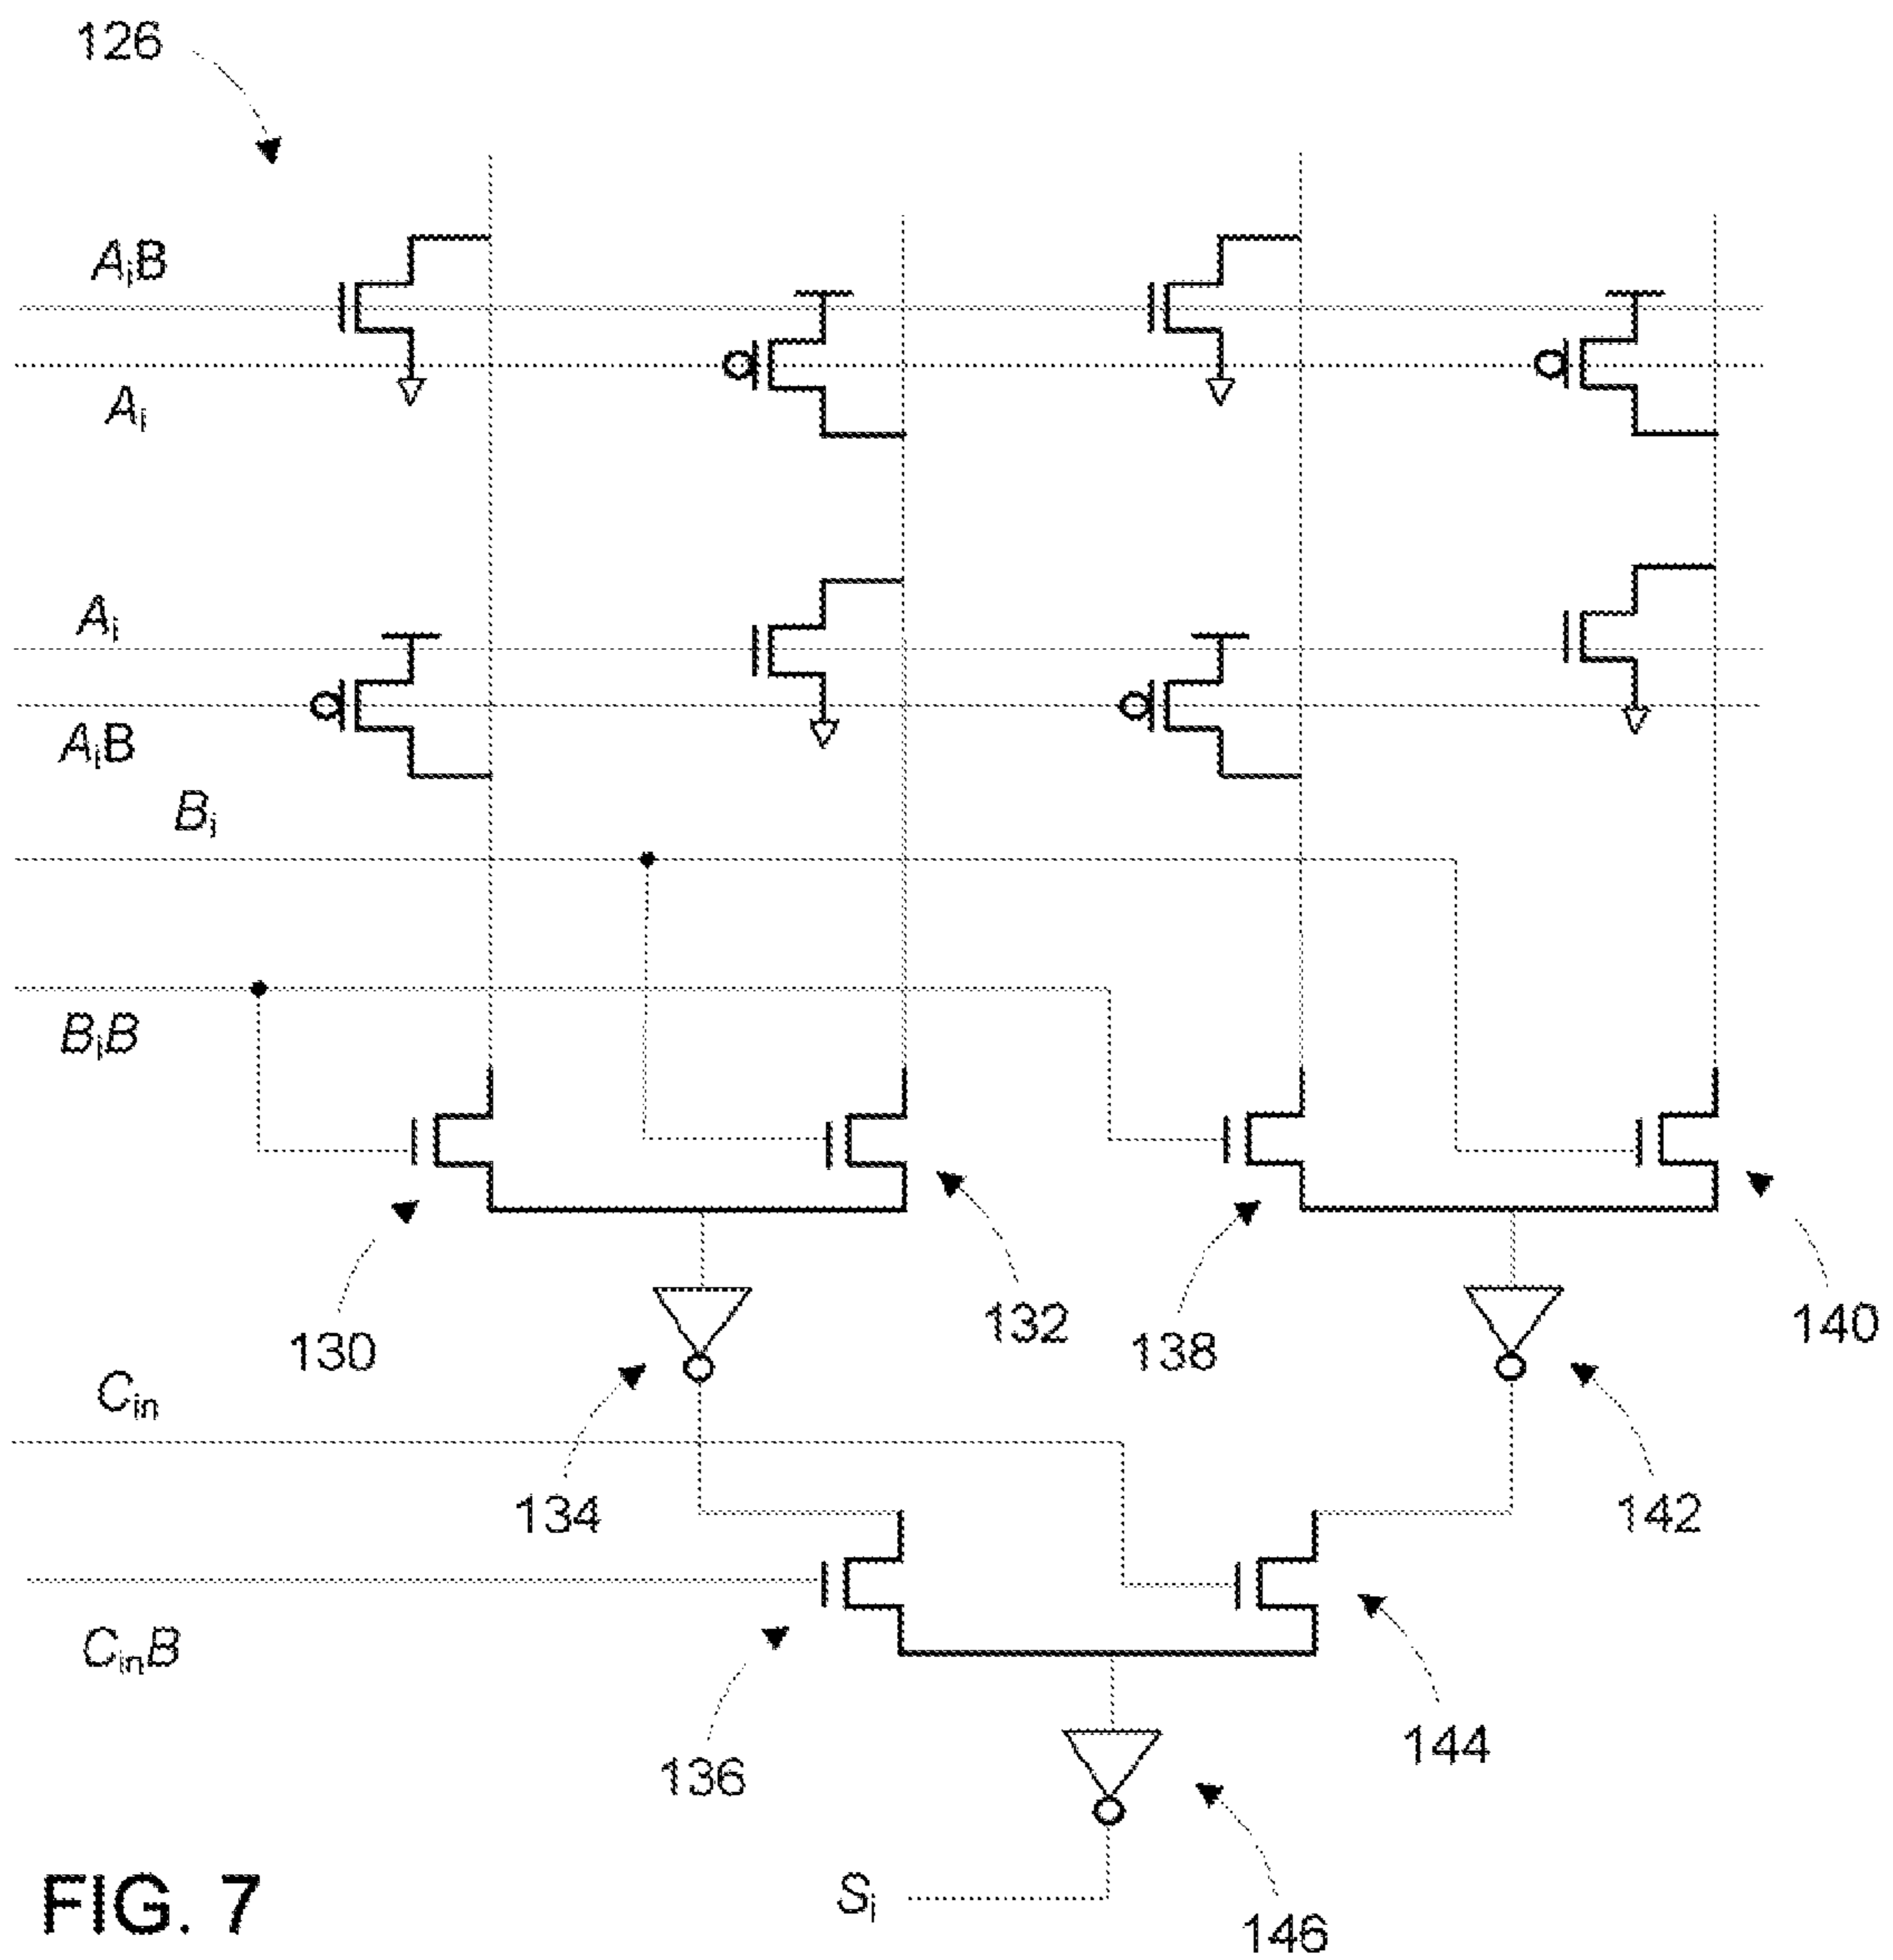 126
AᵢB
Aᵢ
Aᵢ
AᵢB
Bᵢ
BᵢB
130
132
138
140
Cᵢₙ
134
142
CᵢₙB
136
144
Sᵢ
146
FIG. 7